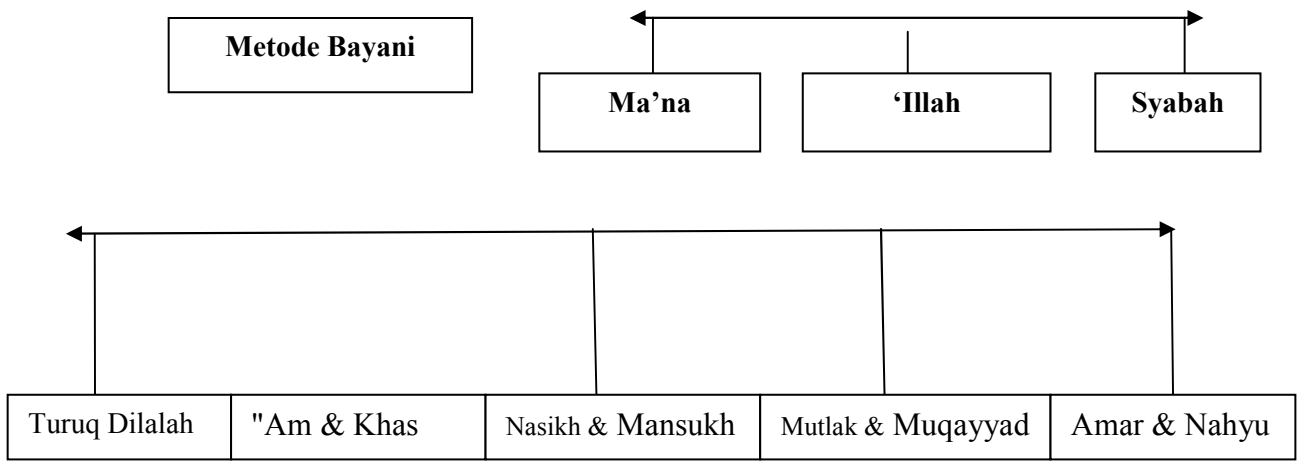 Metode Bayani
Ma’na
‘Illah
Syabah
Turuq Dilalah
"Am & Khas
Nasikh & Mansukh
Mutlak & Muqayyad
Amar & Nahyu